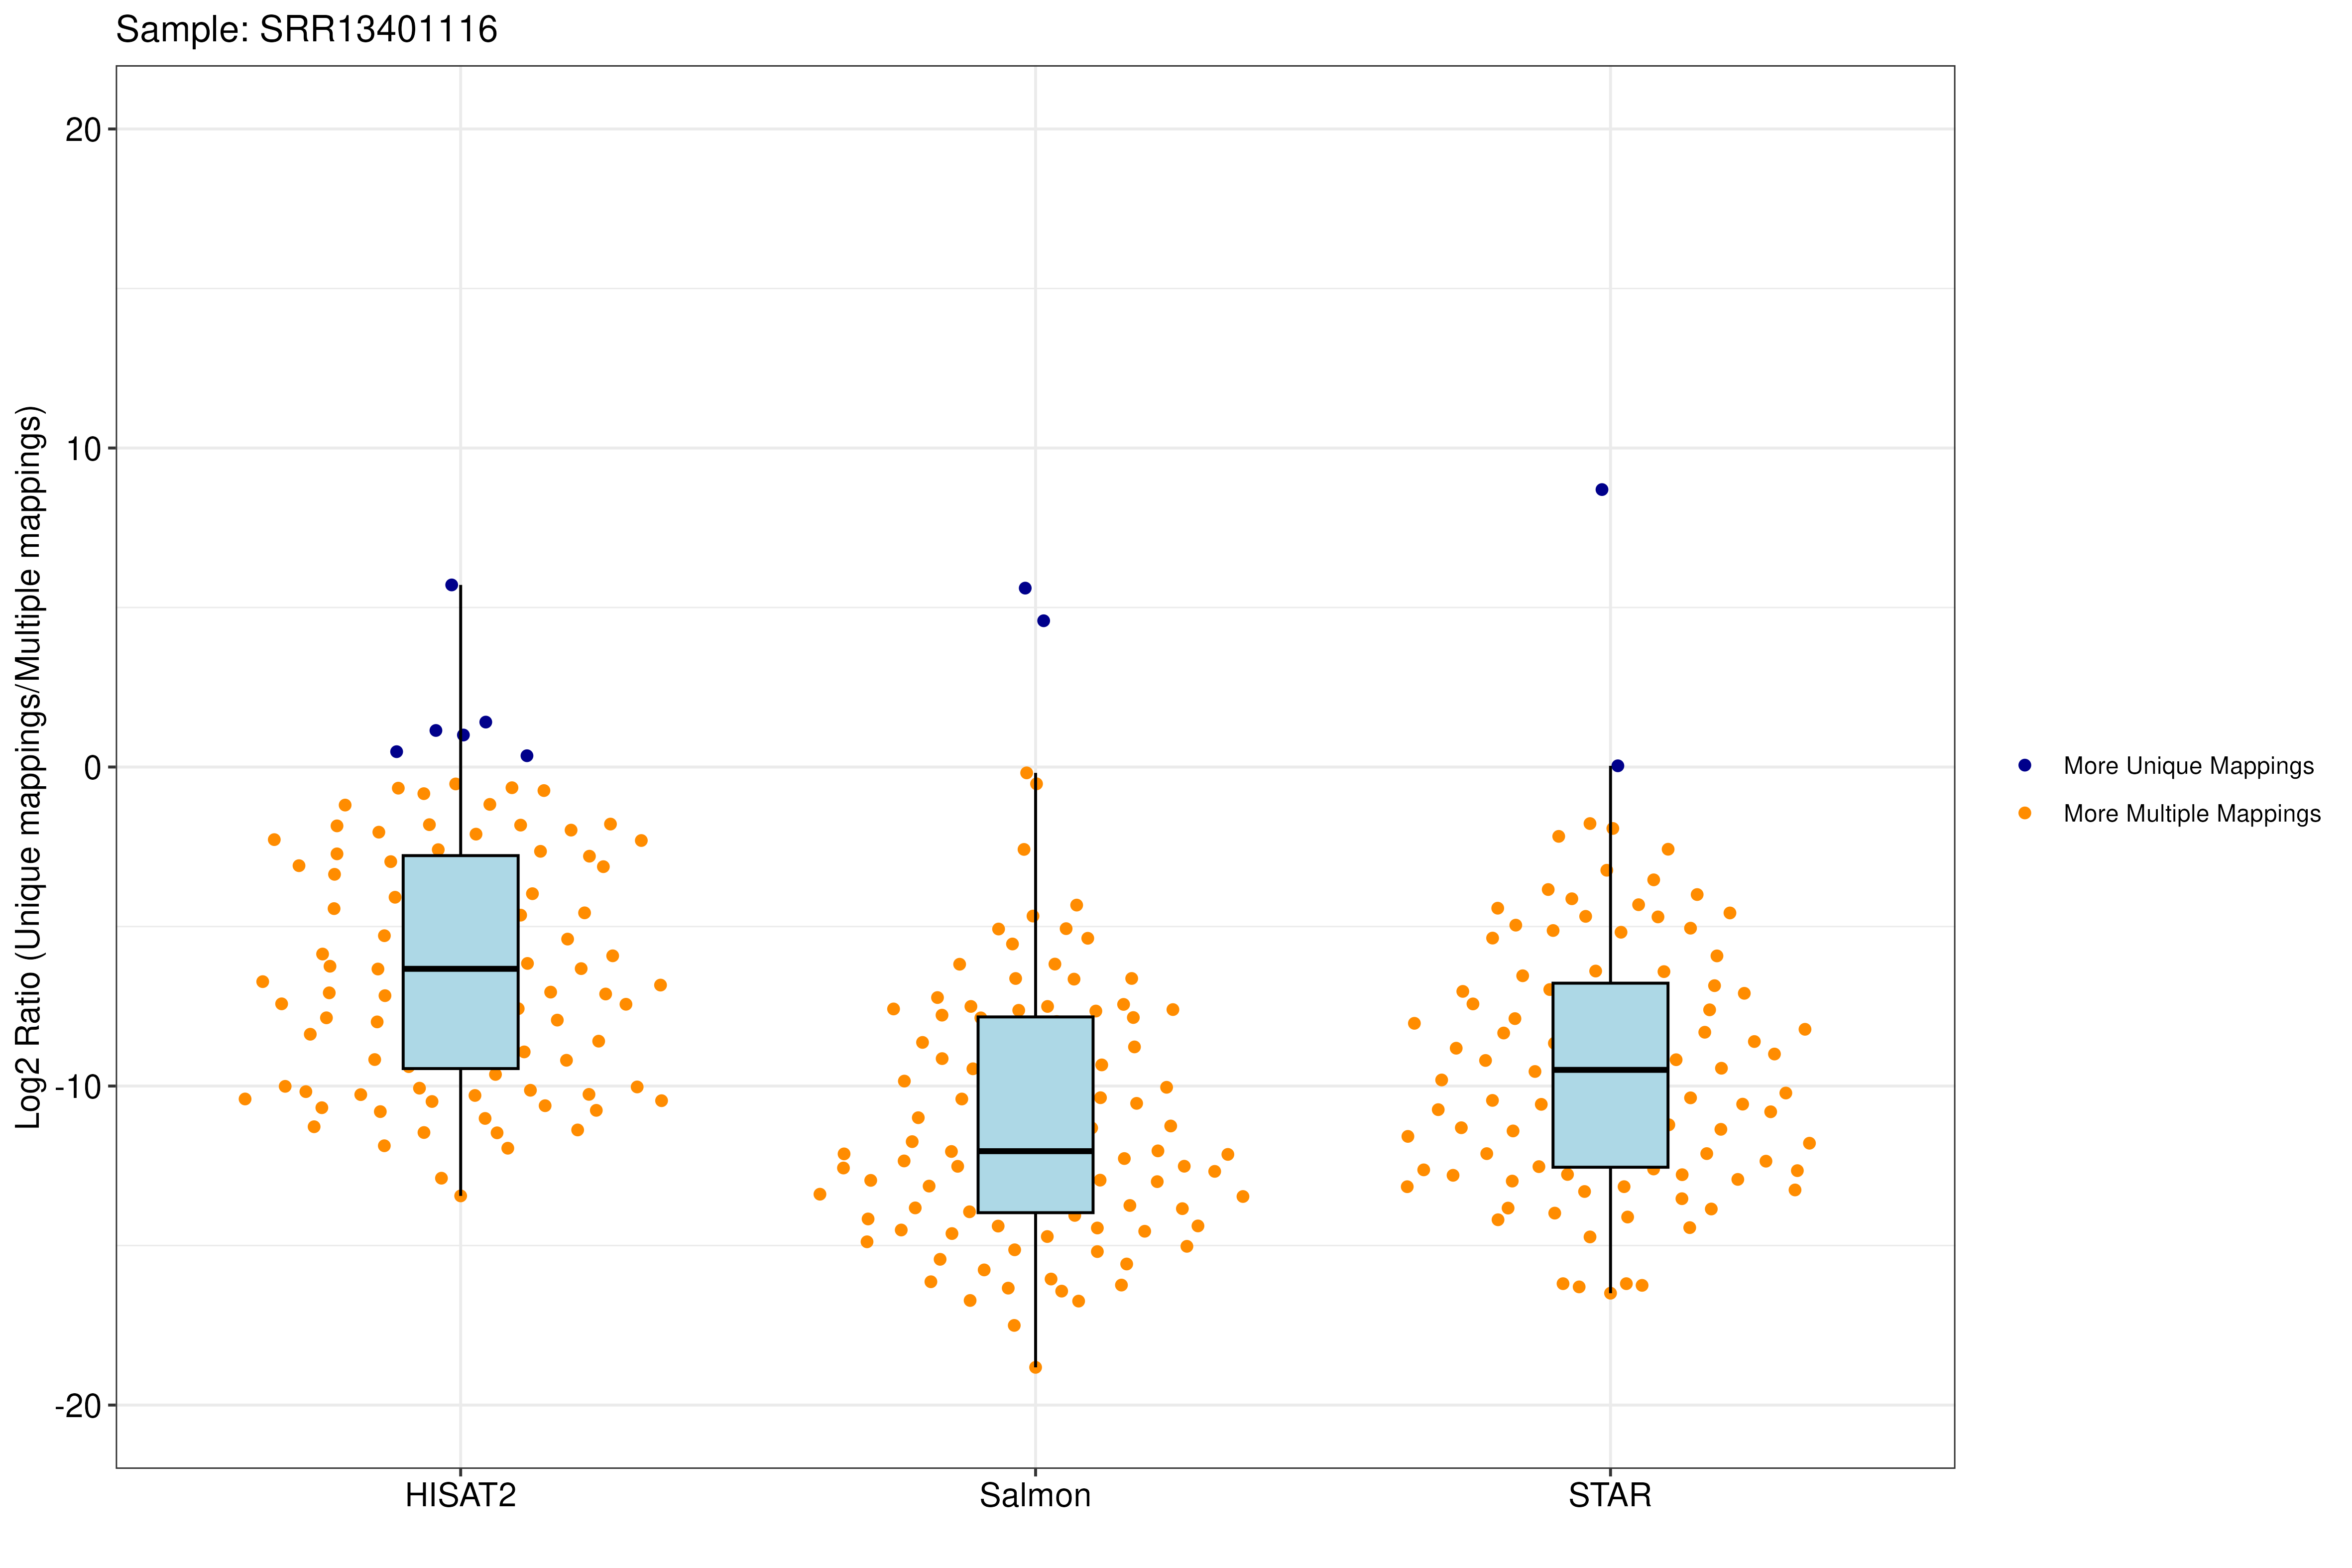 Sample: SRR13401116
Log2 Ratio (Unique mappings/Multiple mappings)
20
10
0
-10
-20
HISAT2
Salmon
STAR
More Unique Mappings
More Multiple Mappings